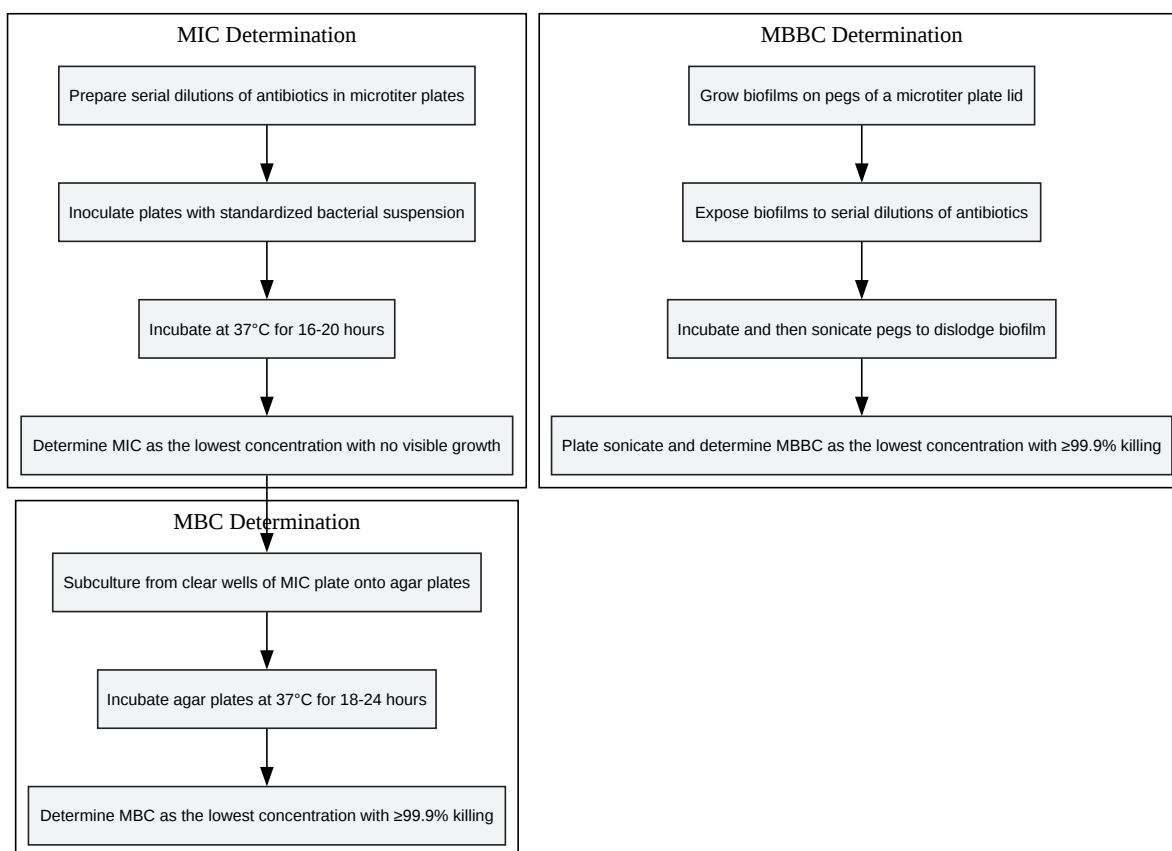 MIC Determination
Prepare serial dilutions of antibiotics in microtiter plates
Inoculate plates with standardized bacterial suspension
Incubate at 37°C for 16-20 hours
Determine MIC as the lowest concentration with no visible growth
MBC Determination
Subculture from clear wells of MIC plate onto agar plates
Incubate agar plates at 37°C for 18-24 hours
Determine MBC as the lowest concentration with ≥99.9% killing
MBBC Determination
Grow biofilms on pegs of a microtiter plate lid
Expose biofilms to serial dilutions of antibiotics
Incubate and then sonicate pegs to dislodge biofilm
Plate sonicate and determine MBBC as the lowest concentration with ≥99.9% killing